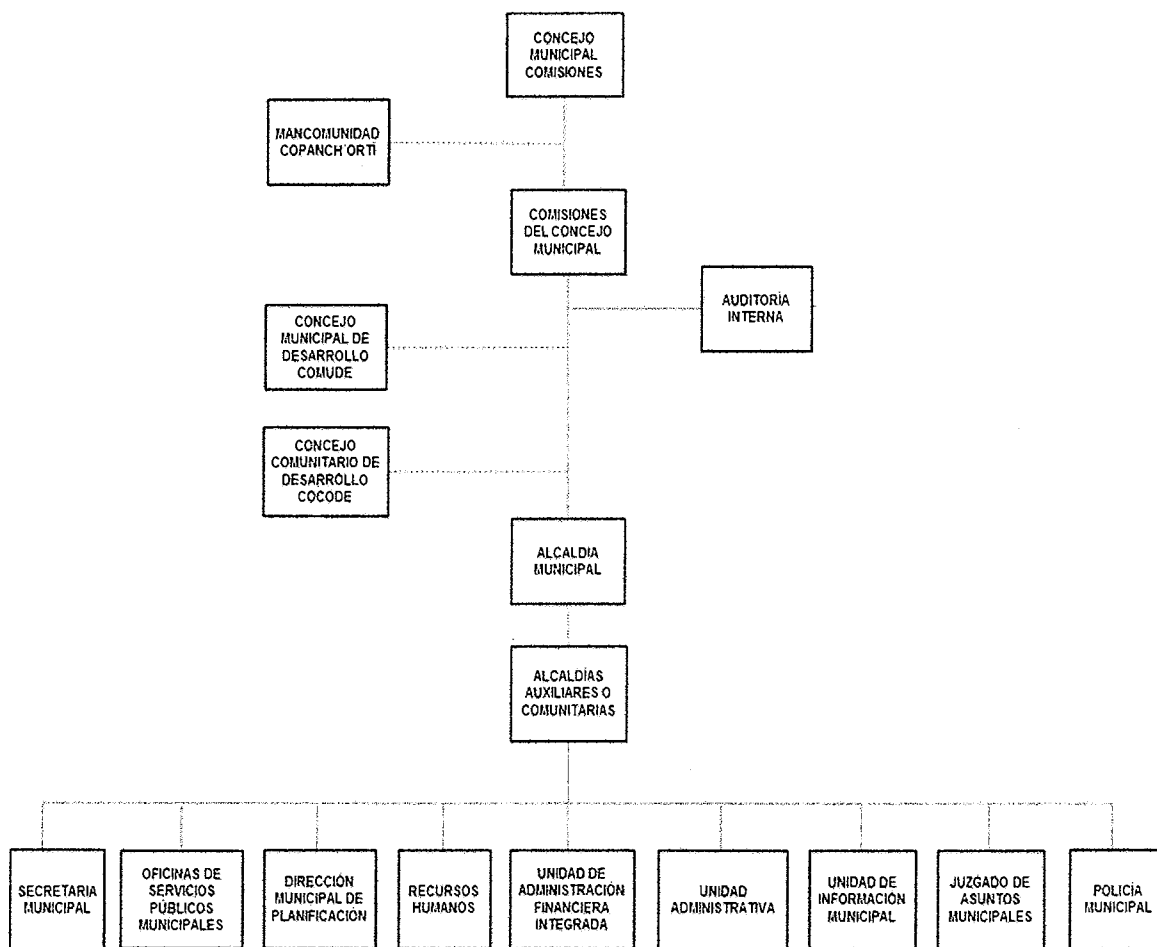 CONCEJO
MUNICIPAL
COMISIONES
MANCOMUNIDAD
COPANCH´ORTÍ
COMISIONES
DEL CONCEJO
MUNICIPAL
AUDITORÍA
INTERNA
CONCEJO
MUNICIPAL DE
DESARROLLO
COMUDE
CONCEJO
COMUNITARIO DE
DESARROLLO
COCODE
ALCALDIA
MUNICIPAL
ALCALDÍAS
AUXILIARES O
COMUNITARIAS
SECRETARIA
MUNICIPAL
OFICINAS DE
SERVICIOS
PÚBLICOS
MUNICIPALES
DIRECCIÓN
MUNICIPAL DE
PLANIFICACIÓN
RECURSOS
HUMANOS
UNIDAD DE
ADMINISTRACIÓN
FINANCIERA
INTEGRADA
UNIDAD
ADMINISTRATIVA
UNIDAD DE
INFORMACIÓN
MUNICIPAL
JUZGADO DE
ASUNTOS
MUNICIPALES
POLICÍA
MUNICIPAL